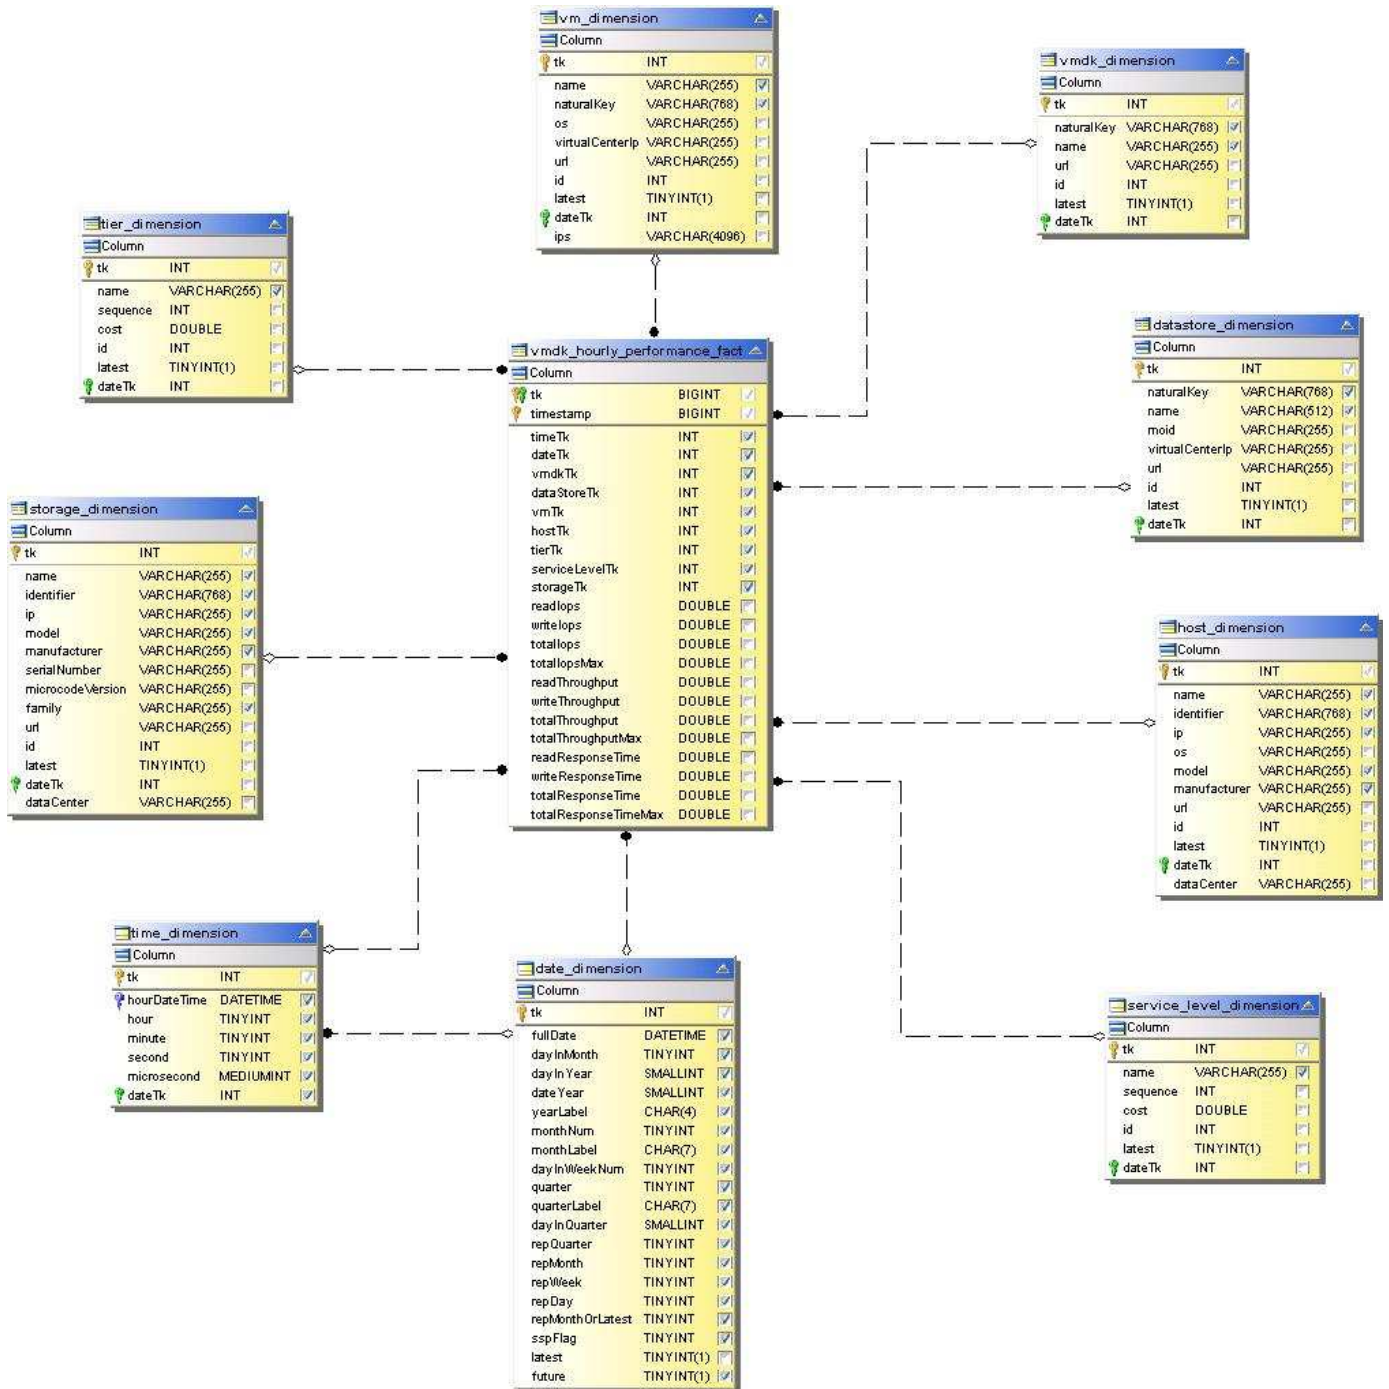 vm_dimension
Column
tk INT
name VARCHAR(255)
naturalKey VARCHAR(768)
os VARCHAR(255)
virtualCenterIp VARCHAR(255)
url VARCHAR(255)
id INT
latest TINYINT(1)
dateTk INT
ips VARCHAR(4096)
vmdk_dimension
Column
tk INT
naturalKey VARCHAR(768)
name VARCHAR(255)
url VARCHAR(255)
id INT
latest TINYINT(1)
dateTk INT
tier_dimension
Column
tk INT
name VARCHAR(255)
sequence INT
cost DOUBLE
id INT
latest TINYINT(1)
dateTk INT
vmdk_hourly_performance_fact
Column
tk BIGINT
timestamp BIGINT
timeTk INT
dateTk INT
vmdkTk INT
dataStoreTk INT
vmTk INT
hostTk INT
tierTk INT
serviceLevelTk INT
storageTk INT
readIops DOUBLE
writeIops DOUBLE
totalIops DOUBLE
totalIopsMax DOUBLE
readThroughput DOUBLE
writeThroughput DOUBLE
totalThroughput DOUBLE
totalThroughputMax DOUBLE
readResponseTime DOUBLE
writeResponseTime DOUBLE
totalResponseTime DOUBLE
totalResponseTimeMax DOUBLE
datastore_dimension
Column
tk INT
naturalKey VARCHAR(768)
name VARCHAR(512)
moid VARCHAR(255)
virtualCenterIp VARCHAR(255)
url VARCHAR(255)
id INT
latest TINYINT(1)
dateTk INT
storage_dimension
Column
tk INT
name VARCHAR(255)
identifier VARCHAR(768)
ip VARCHAR(255)
model VARCHAR(255)
manufacturer VARCHAR(255)
serialNumber VARCHAR(255)
microcodeVersion VARCHAR(255)
family VARCHAR(255)
url VARCHAR(255)
id INT
latest TINYINT(1)
dateTk INT
dataCenter VARCHAR(255)
host_dimension
Column
tk INT
name VARCHAR(255)
identifier VARCHAR(768)
ip VARCHAR(255)
os VARCHAR(255)
model VARCHAR(255)
manufacturer VARCHAR(255)
url VARCHAR(255)
id INT
latest TINYINT(1)
dateTk INT
dataCenter VARCHAR(255)
time_dimension
Column
tk INT
hourDateTime DATETIME
hour TINYINT
minute TINYINT
second TINYINT
microsecond MEDIUMINT
dateTk INT
date_dimension
Column
tk INT
fullDate DATETIME
dayInMonth TINYINT
dayInYear SMALLINT
dateYear SMALLINT
yearLabel CHAR(4)
monthNum TINYINT
monthLabel CHAR(7)
dayInWeekNum TINYINT
quarter TINYINT
quarterLabel CHAR(7)
dayInQuarter SMALLINT
repQuarter TINYINT
repMonth TINYINT
repWeek TINYINT
repDay TINYINT
repMonthOrLatest TINYINT
sspFlag TINYINT
latest TINYINT(1)
future TINYINT(1)
service_level_dimension
Column
tk INT
name VARCHAR(255)
sequence INT
cost DOUBLE
id INT
latest TINYINT(1)
dateTk INT